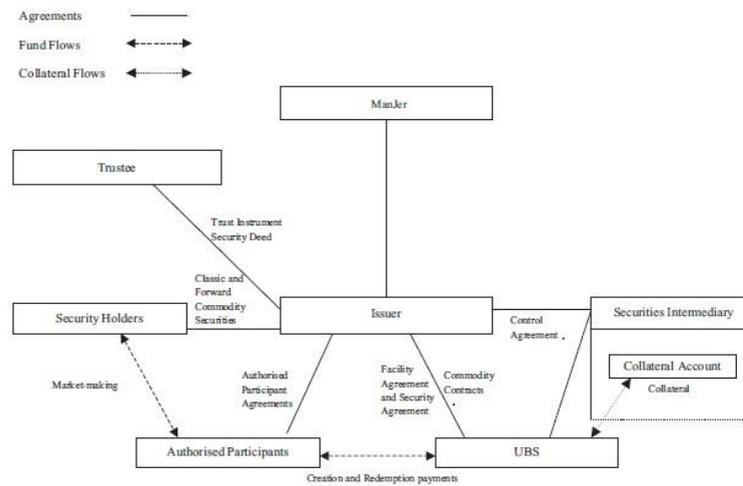 Agreements
Fund Flows
Collateral Flows
ManJer
Trustee
Trust Instrument
Security Deed
Classic and
Forward
Commodity
Securities
Security Holders
Issuer
Securities Intermediary
Control
Agreement
Collateral Account
Collateral
Market-making
Authorised
Participant
Agreements
Facility
Agreement
and Security
Agreement
Commodity
Contracts
Authorised Participants
UBS
Creation and Redemption payments